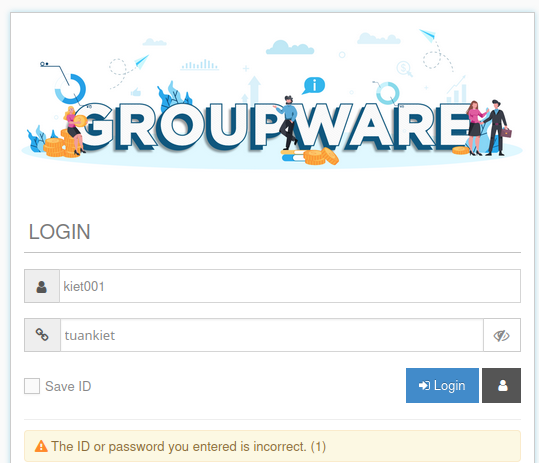 GROUPWARE
LOGIN
kiet001
tuankiet
Save ID
Login
The ID or password you entered is incorrect. (1)